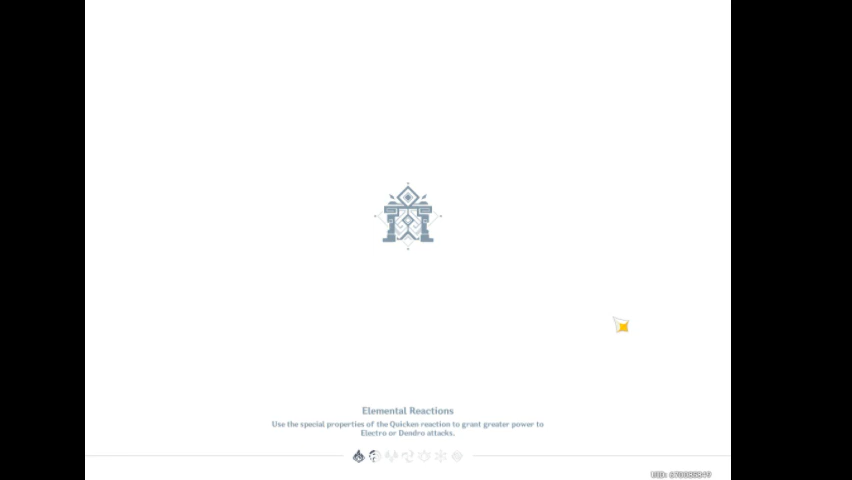 Elemental Reactions
Use the special properties of the Quicken reaction to grant greater power to
Electro or Dendro attacks.
UID: